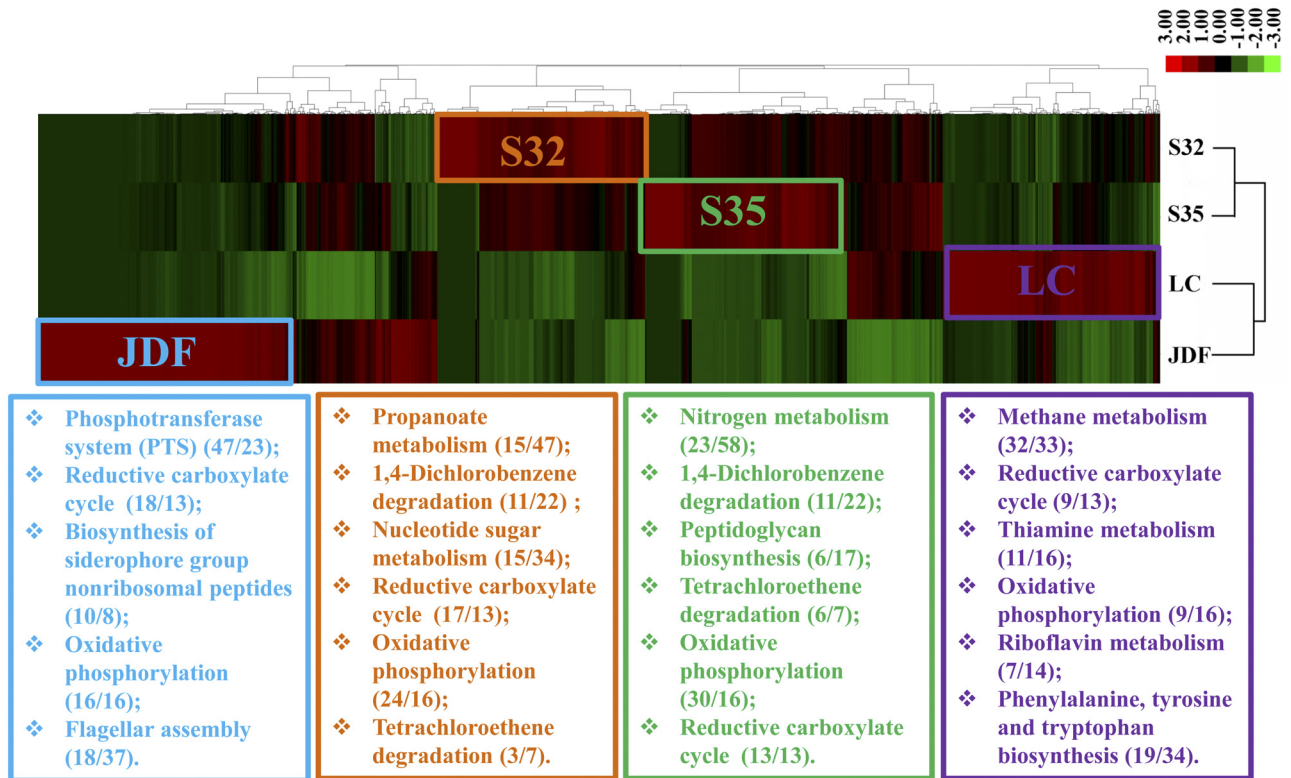 3.00
2.00
1.00
0.00
-1.00
-2.00
-3.00
S32
S32
S35
S35
LC
LC
JDF
JDF
❖ Phosphotransferase
system (PTS) (47/23);
❖ Reductive carboxylate
cycle (18/13);
❖ Biosynthesis of
siderophore group
nonribosomal peptides
(10/8);
❖ Oxidative
phosphorylation
(16/16);
❖ Flagellar assembly
(18/37).
❖ Propanoate
metabolism (15/47);
❖ 1,4-Dichlorobenzene
degradation (11/22) ;
❖ Nucleotide sugar
metabolism (15/34);
❖ Reductive carboxylate
cycle (17/13);
❖ Oxidative
phosphorylation
(24/16);
❖ Tetrachloroethene
degradation (3/7).
❖ Nitrogen metabolism
(23/58);
❖ 1,4-Dichlorobenzene
degradation (11/22);
❖ Peptidoglycan
biosynthesis (6/17);
❖ Tetrachloroethene
degradation (6/7);
❖ Oxidative
phosphorylation
(30/16);
❖ Reductive carboxylate
cycle (13/13).
❖ Methane metabolism
(32/33);
❖ Reductive carboxylate
cycle (9/13);
❖ Thiamine metabolism
(11/16);
❖ Oxidative
phosphorylation (9/16);
❖ Riboflavin metabolism
(7/14);
❖ Phenylalanine, tyrosine
and tryptophan
biosynthesis (19/34).